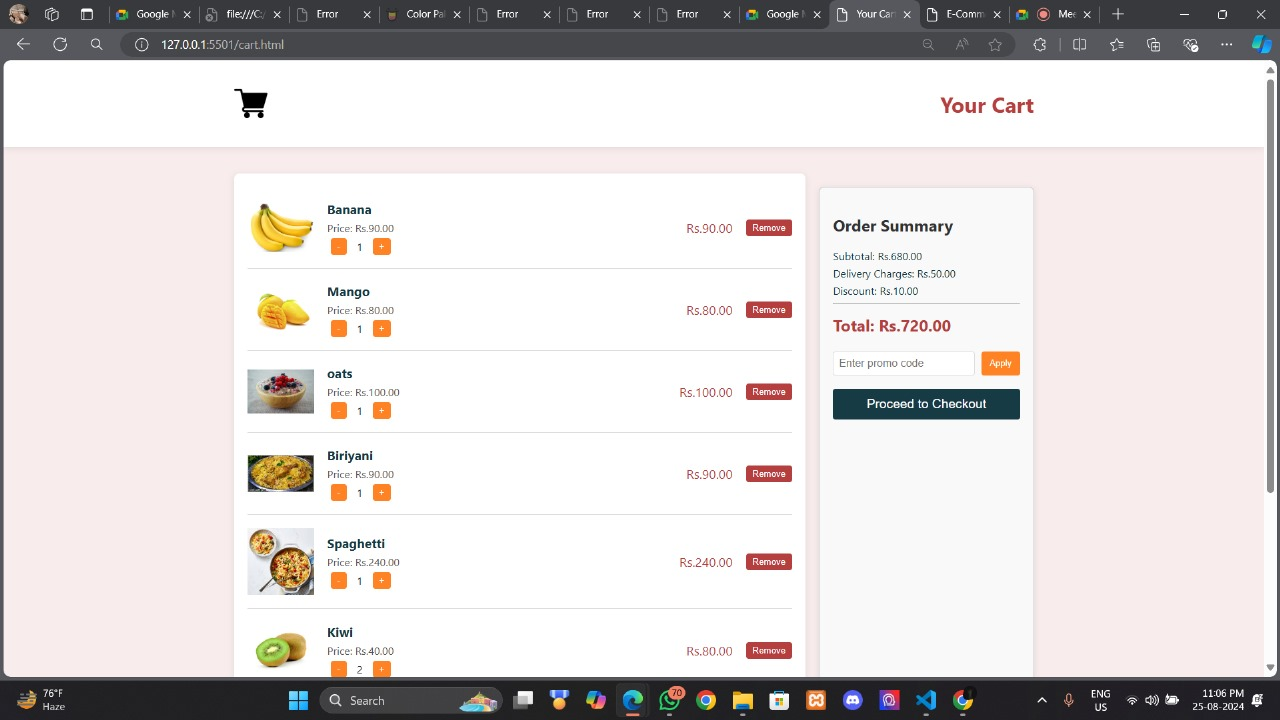 Google M
file:///C:/
Error
Color Pal
Error
Error
Error
Google M
Your Cart
E-Comm
Mee
127.0.0.1:5501/cart.html
Your Cart
Banana
Price: Rs.90.00
- 1 +
Rs.90.00
Remove
Mango
Price: Rs.80.00
- 1 +
Rs.80.00
Remove
oats
Price: Rs.100.00
- 1 +
Rs.100.00
Remove
Biriyani
Price: Rs.90.00
- 1 +
Rs.90.00
Remove
Spaghetti
Price: Rs.240.00
- 1 +
Rs.240.00
Remove
Kiwi
Price: Rs.40.00
- 2 +
Rs.80.00
Remove
Order Summary
Subtotal: Rs.680.00
Delivery Charges: Rs.50.00
Discount: Rs.10.00
Total: Rs.720.00
Enter promo code
Apply
Proceed to Checkout
76°F
Haze
Search
70
ENG
US
11:06 PM
25-08-2024